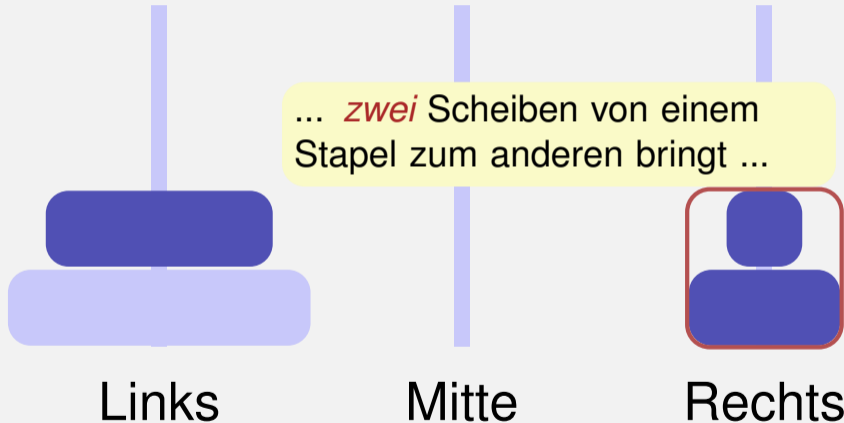 ... zwei Scheiben von einem
Stapel zum anderen bringt ...
Links Mitte Rechts